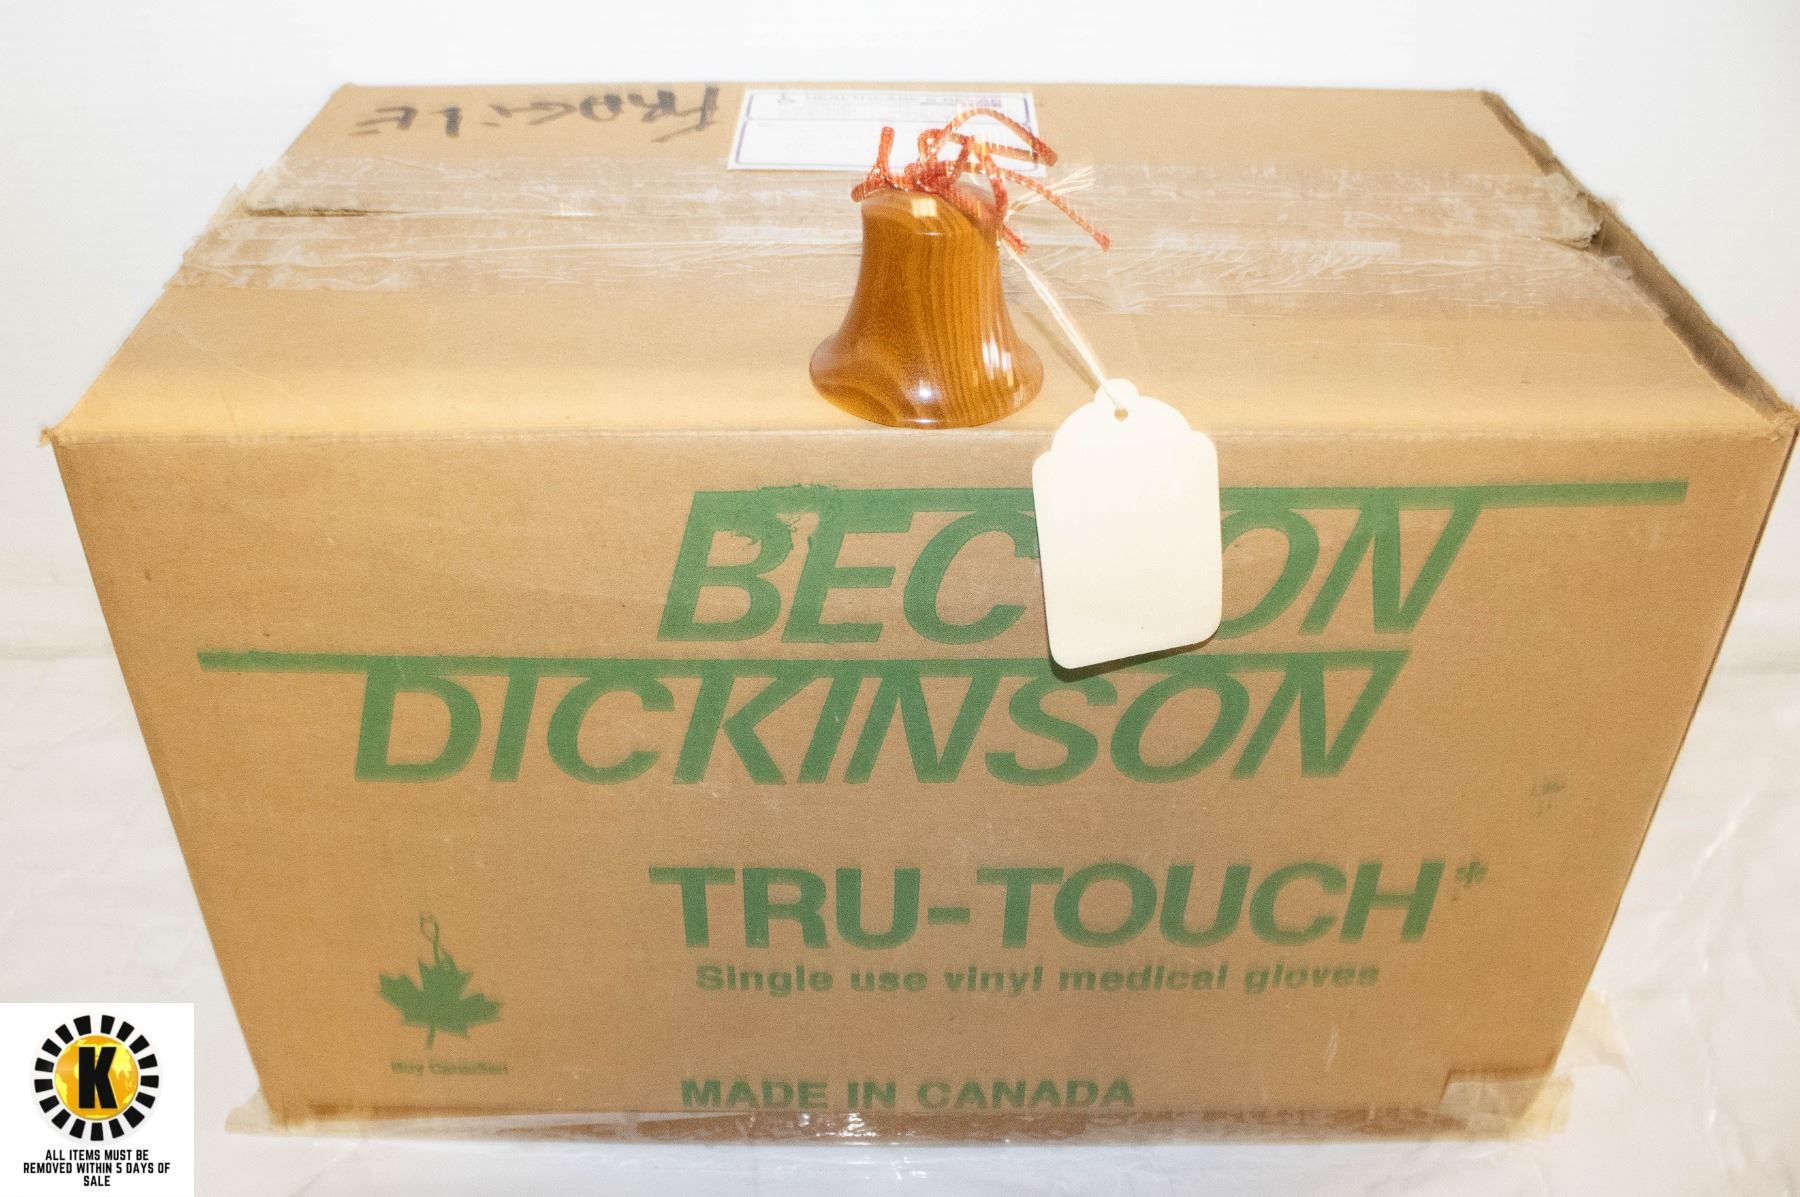 FRAGILE
BECTON
DICKINSON
TRU-TOUCH*
Single use vinyl medical gloves
Buy Canadian
MADE IN CANADA
K
ALL ITEMS MUST BE
REMOVED WITHIN 5 DAYS OF
SALE